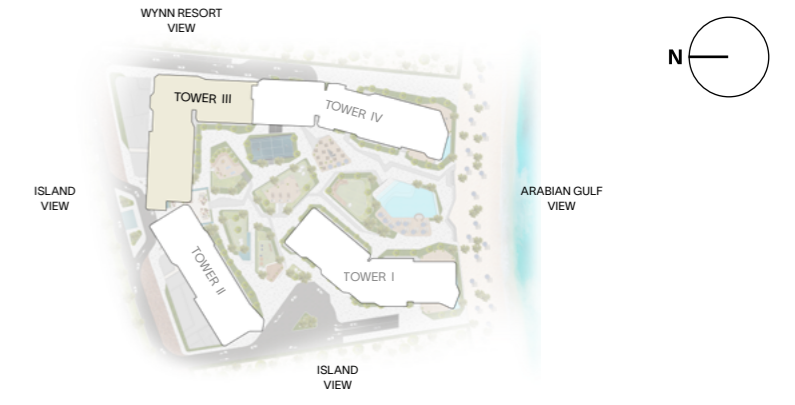 WYNN RESORT
VIEW
N
TOWER III
TOWER IV
ISLAND
VIEW
ARABIAN GULF
VIEW
TOWER II
TOWER I
ISLAND
VIEW